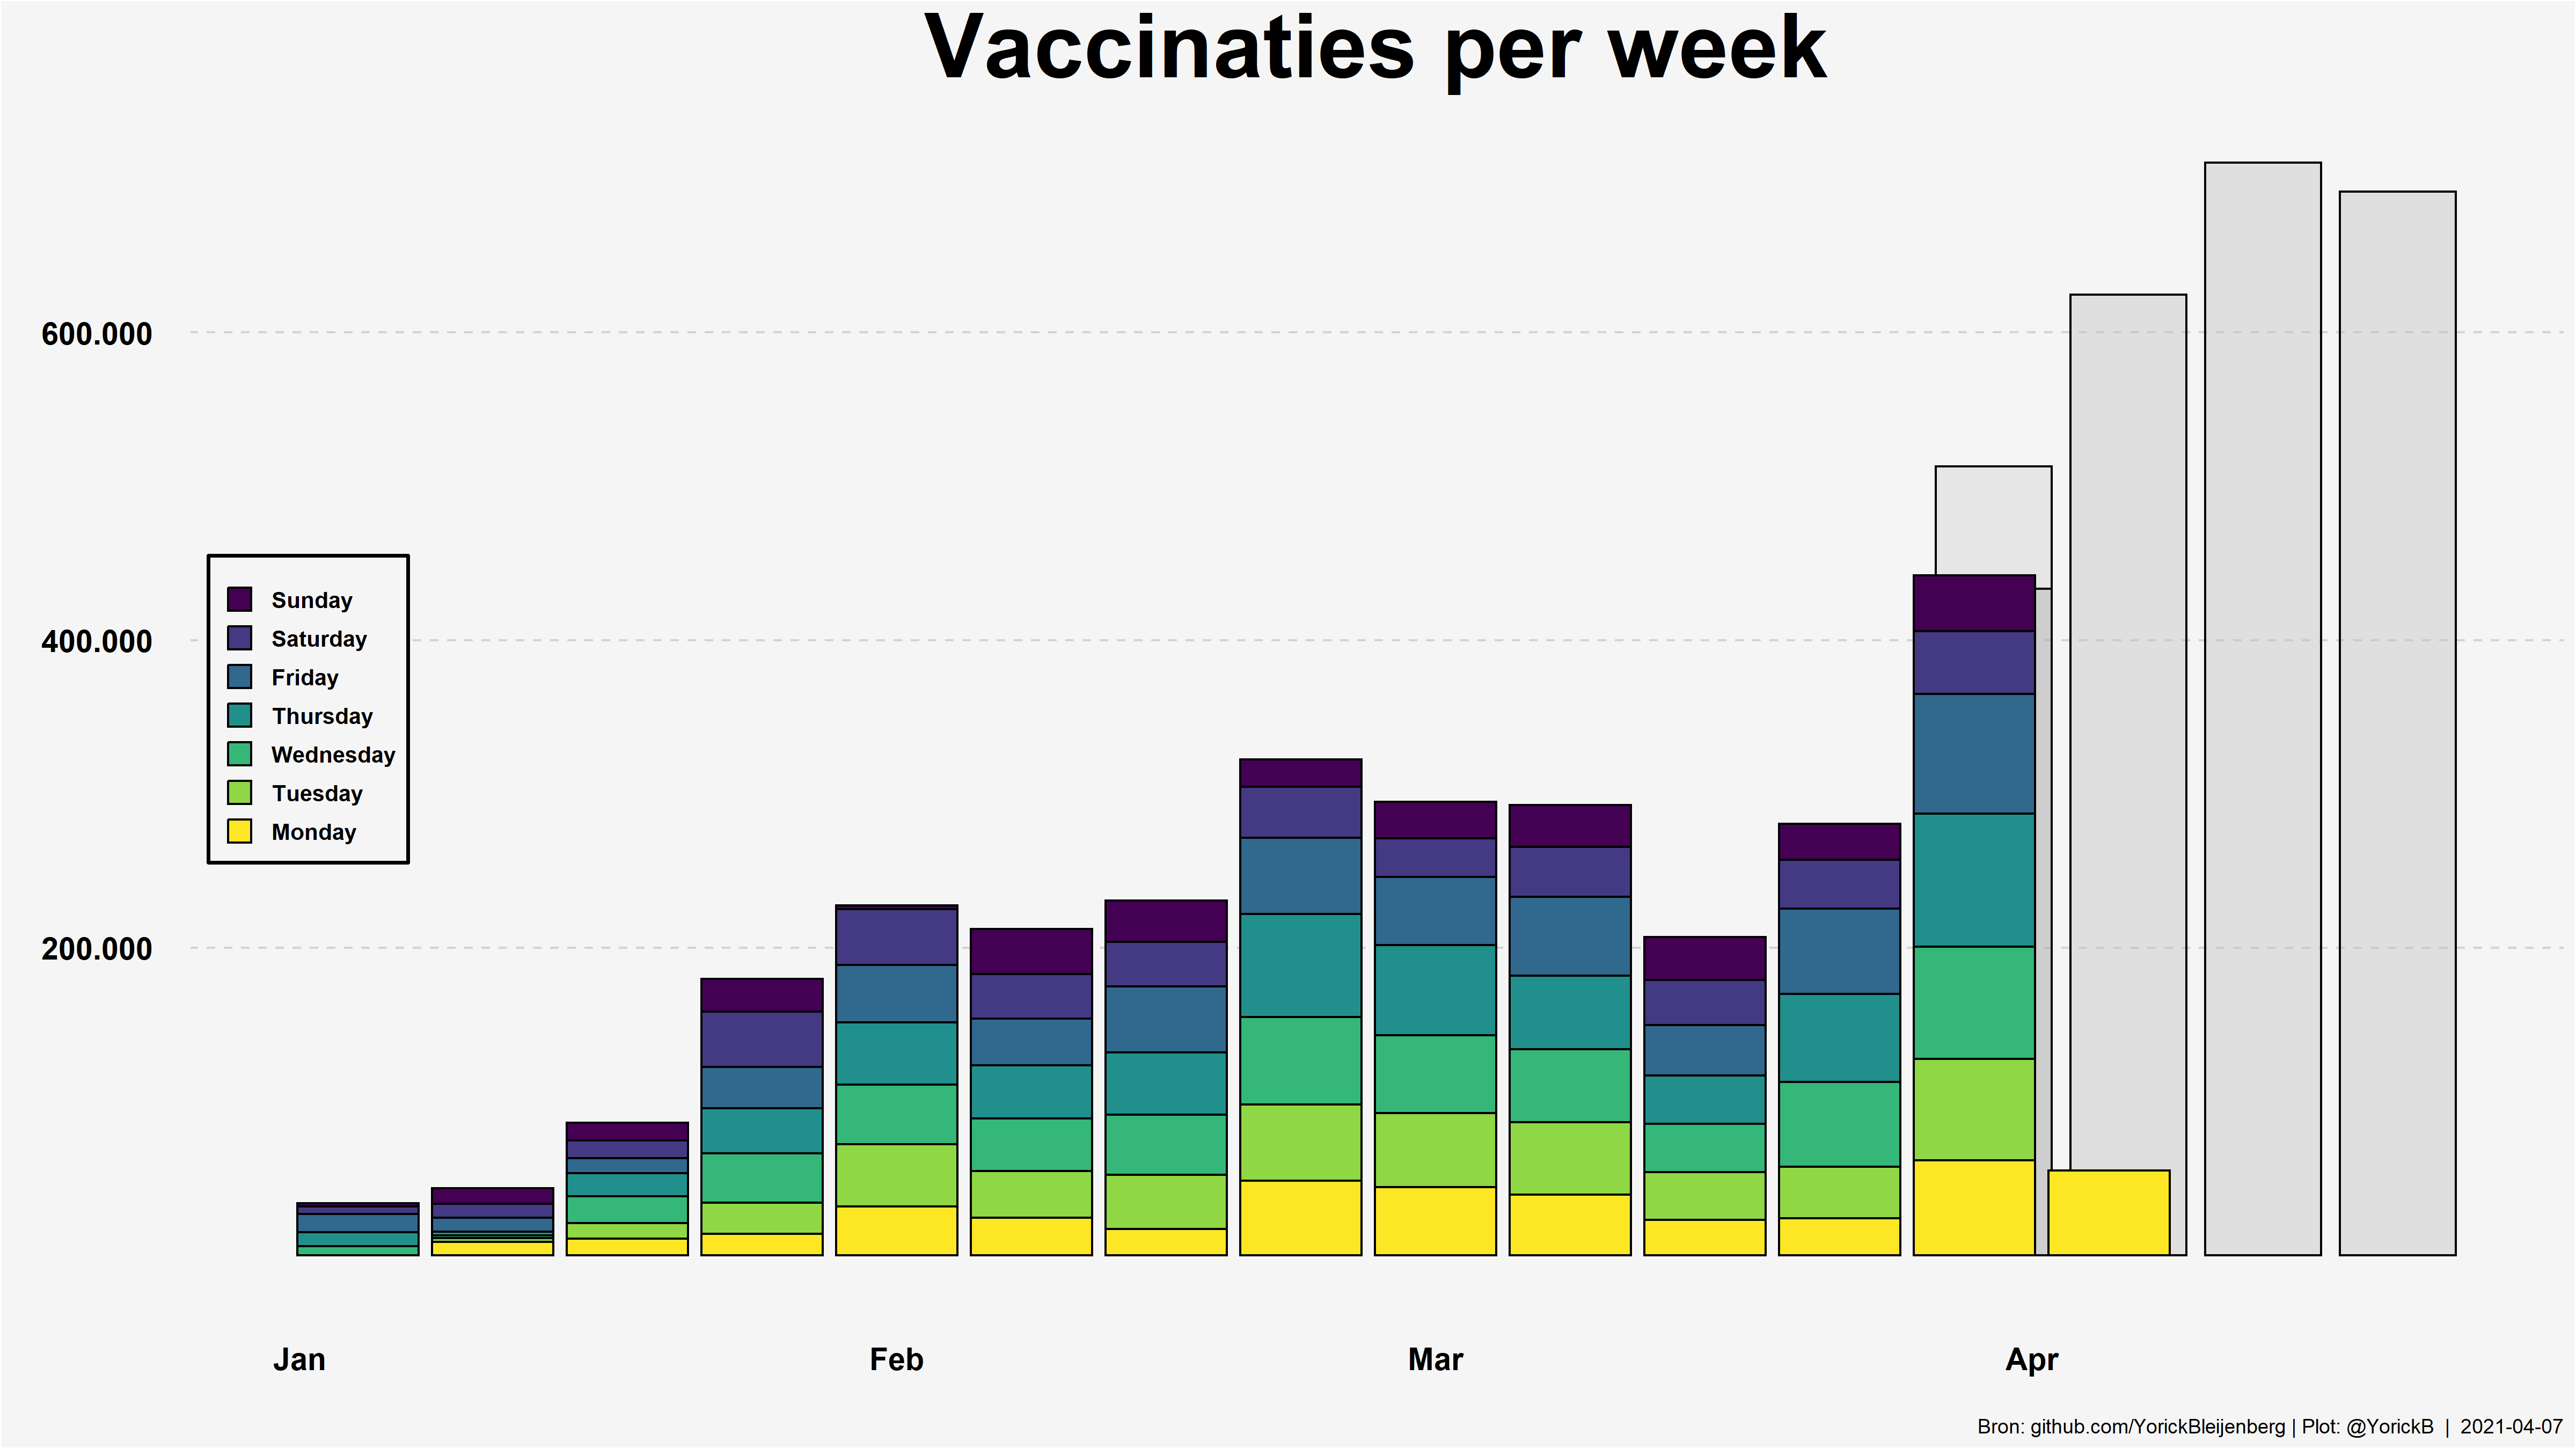 Vaccinaties per week
600.000
400.000
200.000
Sunday
Saturday
Friday
Thursday
Wednesday
Tuesday
Monday
Jan Feb Mar Apr
Bron: github.com/YorickBleijenberg | Plot: @YorickB | 2021-04-07